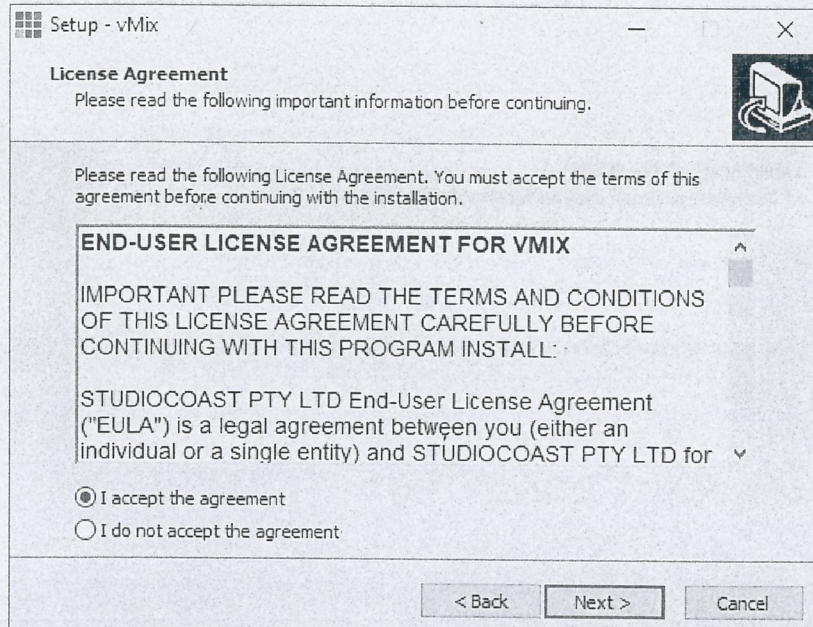 Setup - vMix
License Agreement
Please read the following important information before continuing.
Please read the following License Agreement. You must accept the terms of this
agreement before continuing with the installation.
END-USER LICENSE AGREEMENT FOR VMIX
IMPORTANT PLEASE READ THE TERMS AND CONDITIONS
OF THIS LICENSE AGREEMENT CAREFULLY BEFORE
CONTINUING WITH THIS PROGRAM INSTALL:
STUDIOCOAST PTY LTD End-User License Agreement
("EULA") is a legal agreement between you (either an
individual or a single entity) and STUDIOCOAST PTY LTD for
I accept the agreement
I do not accept the agreement
< Back Next > Cancel